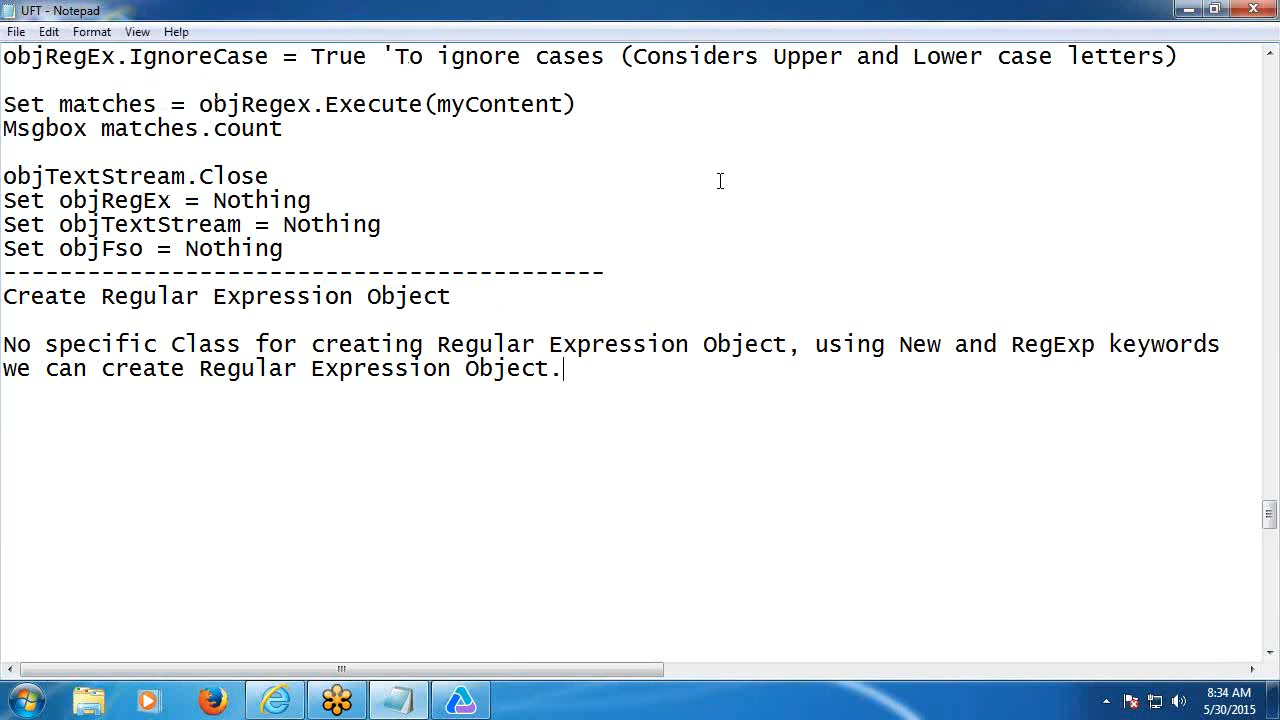 UFT - Notepad
File Edit Format View Help
objRegEx.IgnoreCase = True 'To ignore cases (Considers Upper and Lower case letters)
Set matches = objRegex.Execute(myContent)
Msgbox matches.count
objTextStream.Close
Set objRegEx = Nothing
Set objTextStream = Nothing
Set objFso = Nothing
-------------------------------------------
Create Regular Expression Object
No specific Class for creating Regular Expression Object, using New and RegExp keywords
we can create Regular Expression Object.
8:34 AM
5/30/2015